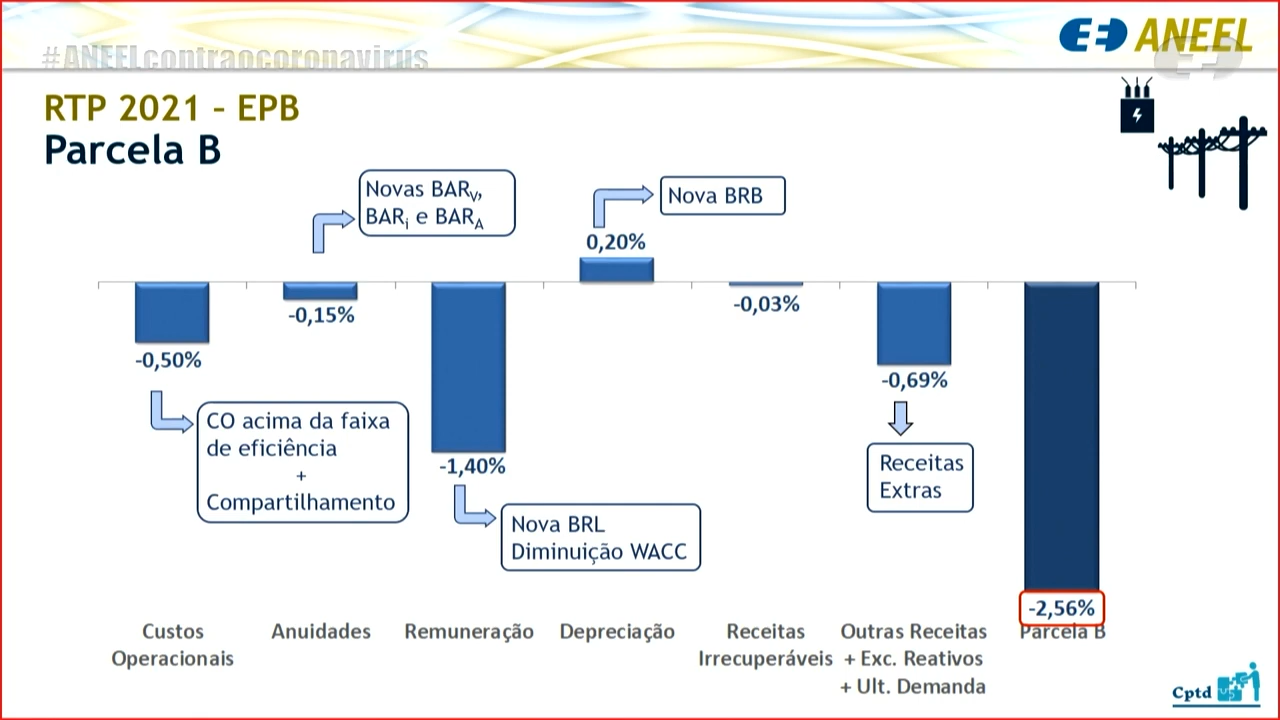 #ANEELcontraocoronavirus
ANEEL
RTP 2021 – EPB
Parcela B
Novas BARV,
BARi e BARA
Nova BRB
0,20%
-0,50%
-0,15%
-1,40%
-0,03%
-0,69%
-2,56%
CO acima da faixa
de eficiência
+
Compartilhamento
Nova BRL
Diminuição WACC
Receitas
Extras
Custos
Operacionais
Anuidades
Remuneração
Depreciação
Receitas
Irrecuperáveis
Outras Receitas
+ Exc. Reativos
+ Ult. Demanda
Parcela B
Cptd